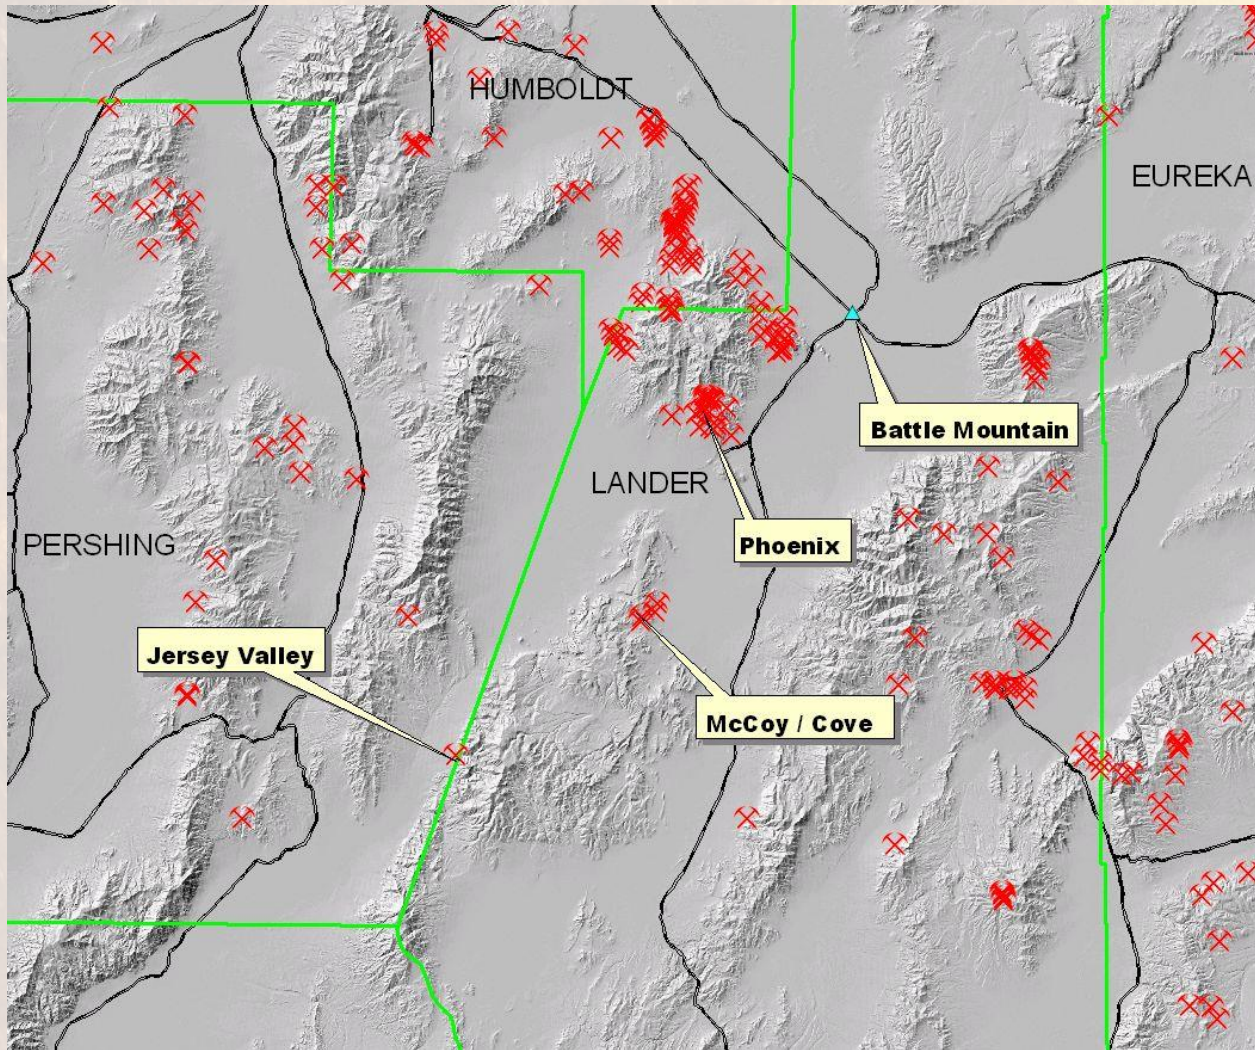 HUMBOLDT
EUREKA
Battle Mountain
LANDER
Phoenix
PERSHING
Jersey Valley
McCoy / Cove